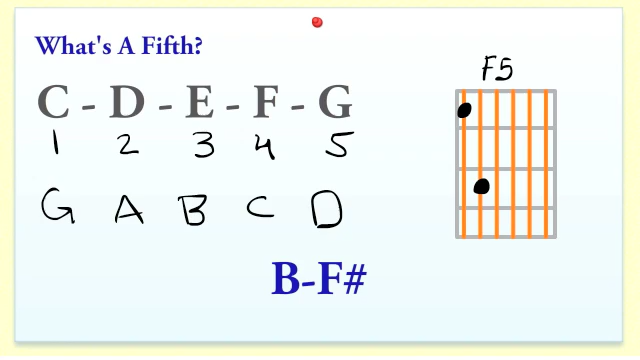 What's A Fifth?
C - D - E - F - G
1 2 3 4 5
G A B C D
B-F#
F5